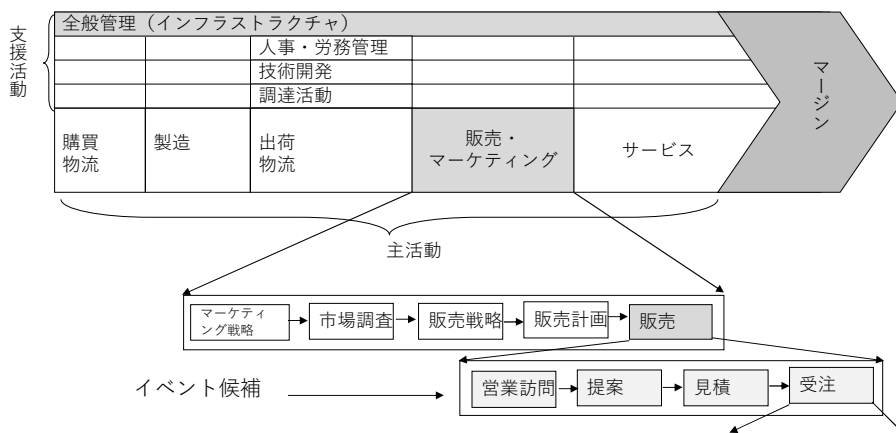 支援活動
全般管理（インフラストラクチャ）
人事・労務管理
技術開発
調達活動
マージン
購買
物流
製造
出荷
物流
販売・
マーケティング
サービス
主活動
マーケティ
ング戦略
市場調査
販売戦略
販売計画
販売
イベント候補
営業訪問
提案
見積
受注